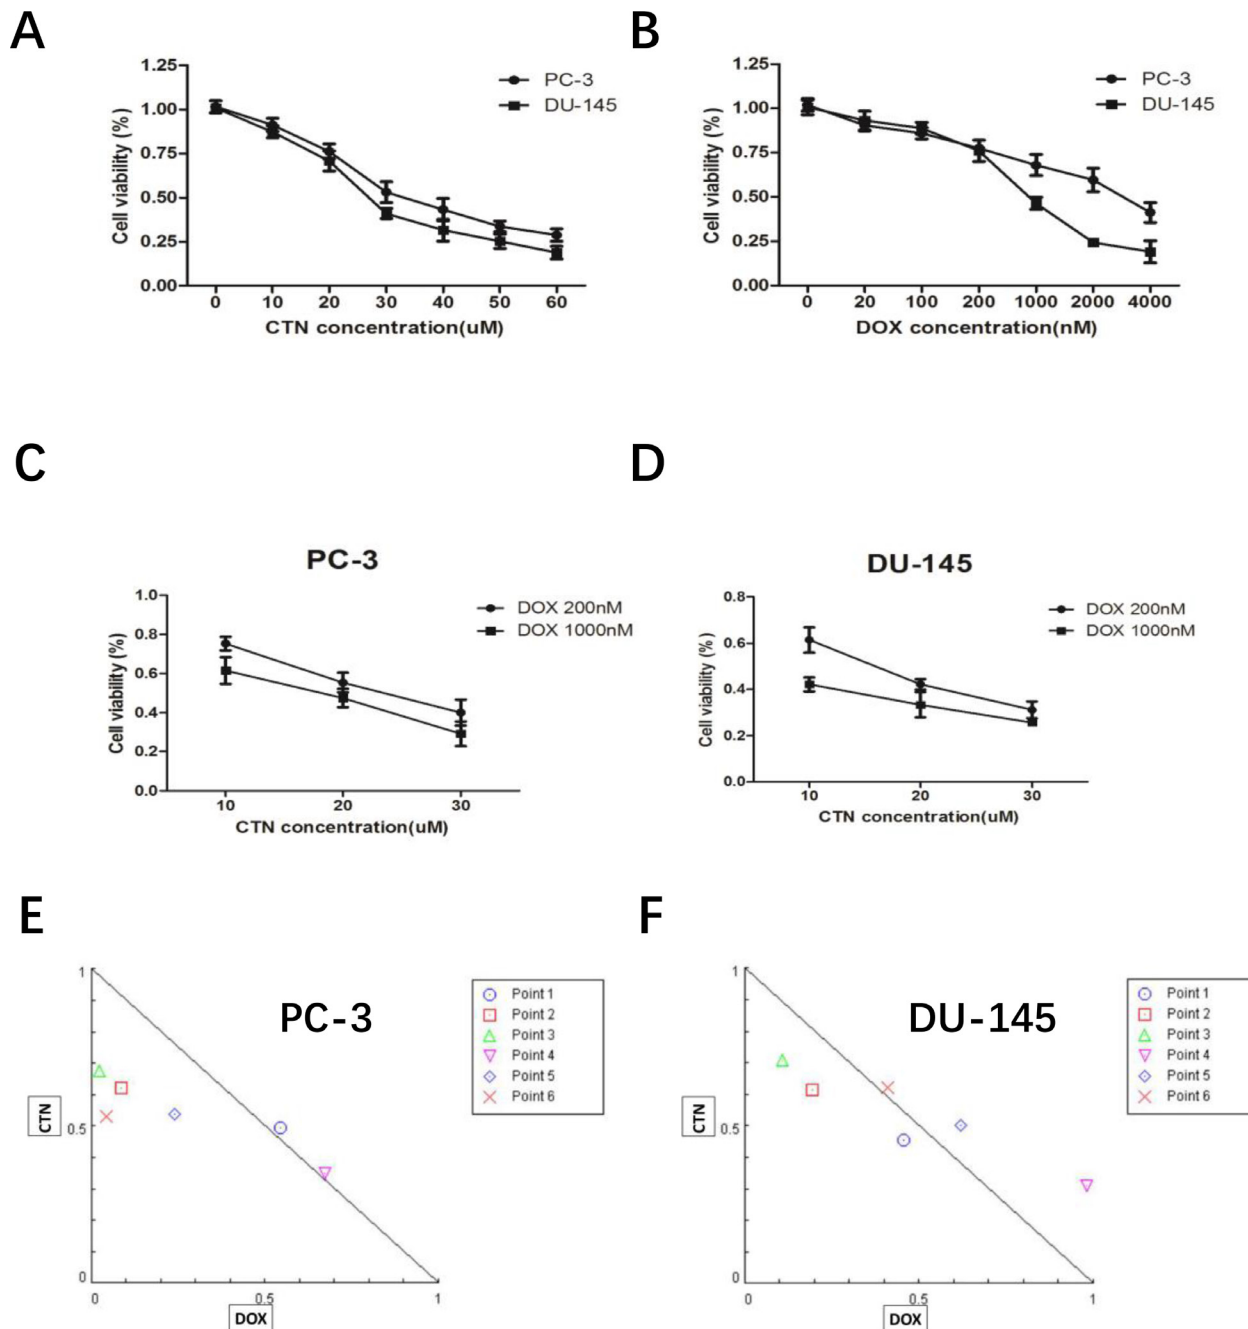 A
1.25
1.00
0.75
0.50
0.25
0.00
Cell viability (%)
PC-3
DU-145
0 10 20 30 40 50 60
CTN concentration(uM)
B
1.25
1.00
0.75
0.50
0.25
0.00
Cell viability (%)
PC-3
DU-145
0 20 100 200 1000 2000 4000
DOX concentration(nM)
C
PC-3
1.0
0.8
0.6
0.4
0.2
0.0
Cell viability (%)
DOX 200nM
DOX 1000nM
10 20 30
CTN concentration(uM)
D
DU-145
0.8
0.6
0.4
0.2
0.0
Cell viability (%)
DOX 200nM
DOX 1000nM
10 20 30
CTN concentration(uM)
E
1
0.5
0
CTN
PC-3
Point 1
Point 2
Point 3
Point 4
Point 5
Point 6
0 0.5 1
DOX
F
1
0.5
0
CTN
DU-145
Point 1
Point 2
Point 3
Point 4
Point 5
Point 6
0 0.5 1
DOX